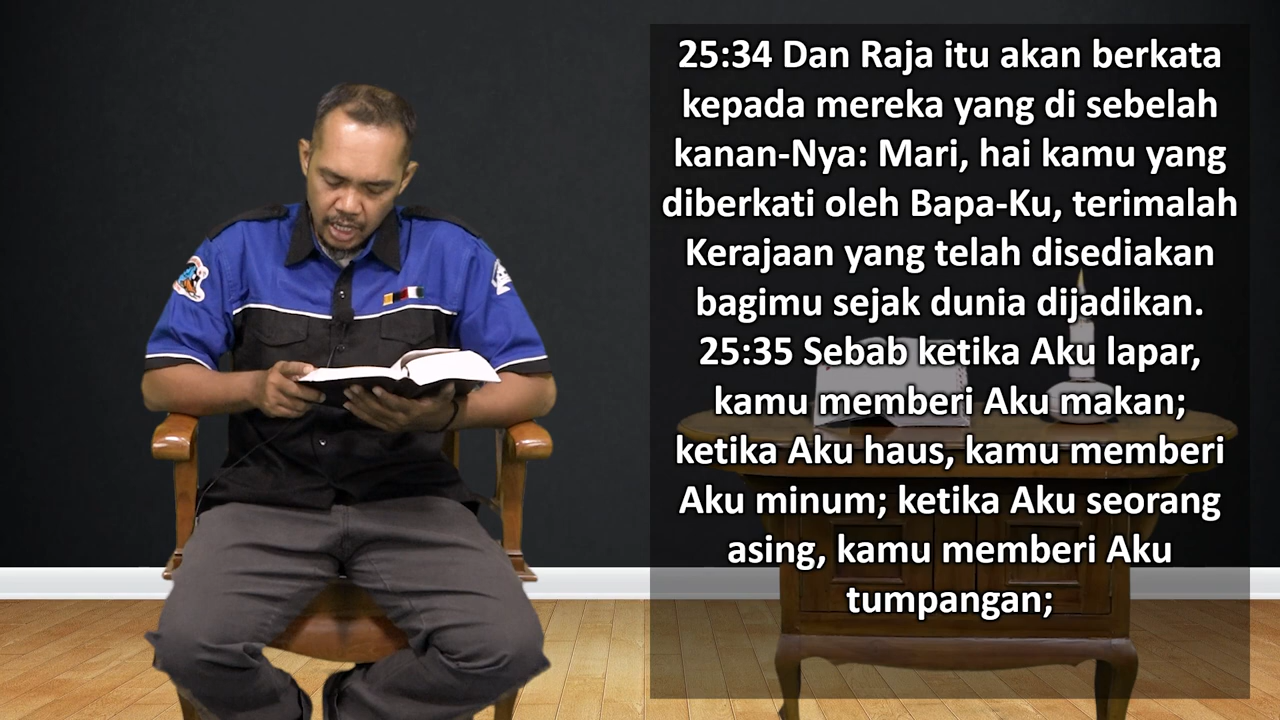 25:34 Dan Raja itu akan berkata
kepada mereka yang di sebelah
kanan-Nya: Mari, hai kamu yang
diberkati oleh Bapa-Ku, terimalah
Kerajaan yang telah disediakan
bagimu sejak dunia dijadikan.
25:35 Sebab ketika Aku lapar,
kamu memberi Aku makan;
ketika Aku haus, kamu memberi
Aku minum; ketika Aku seorang
asing, kamu memberi Aku
tumpangan;